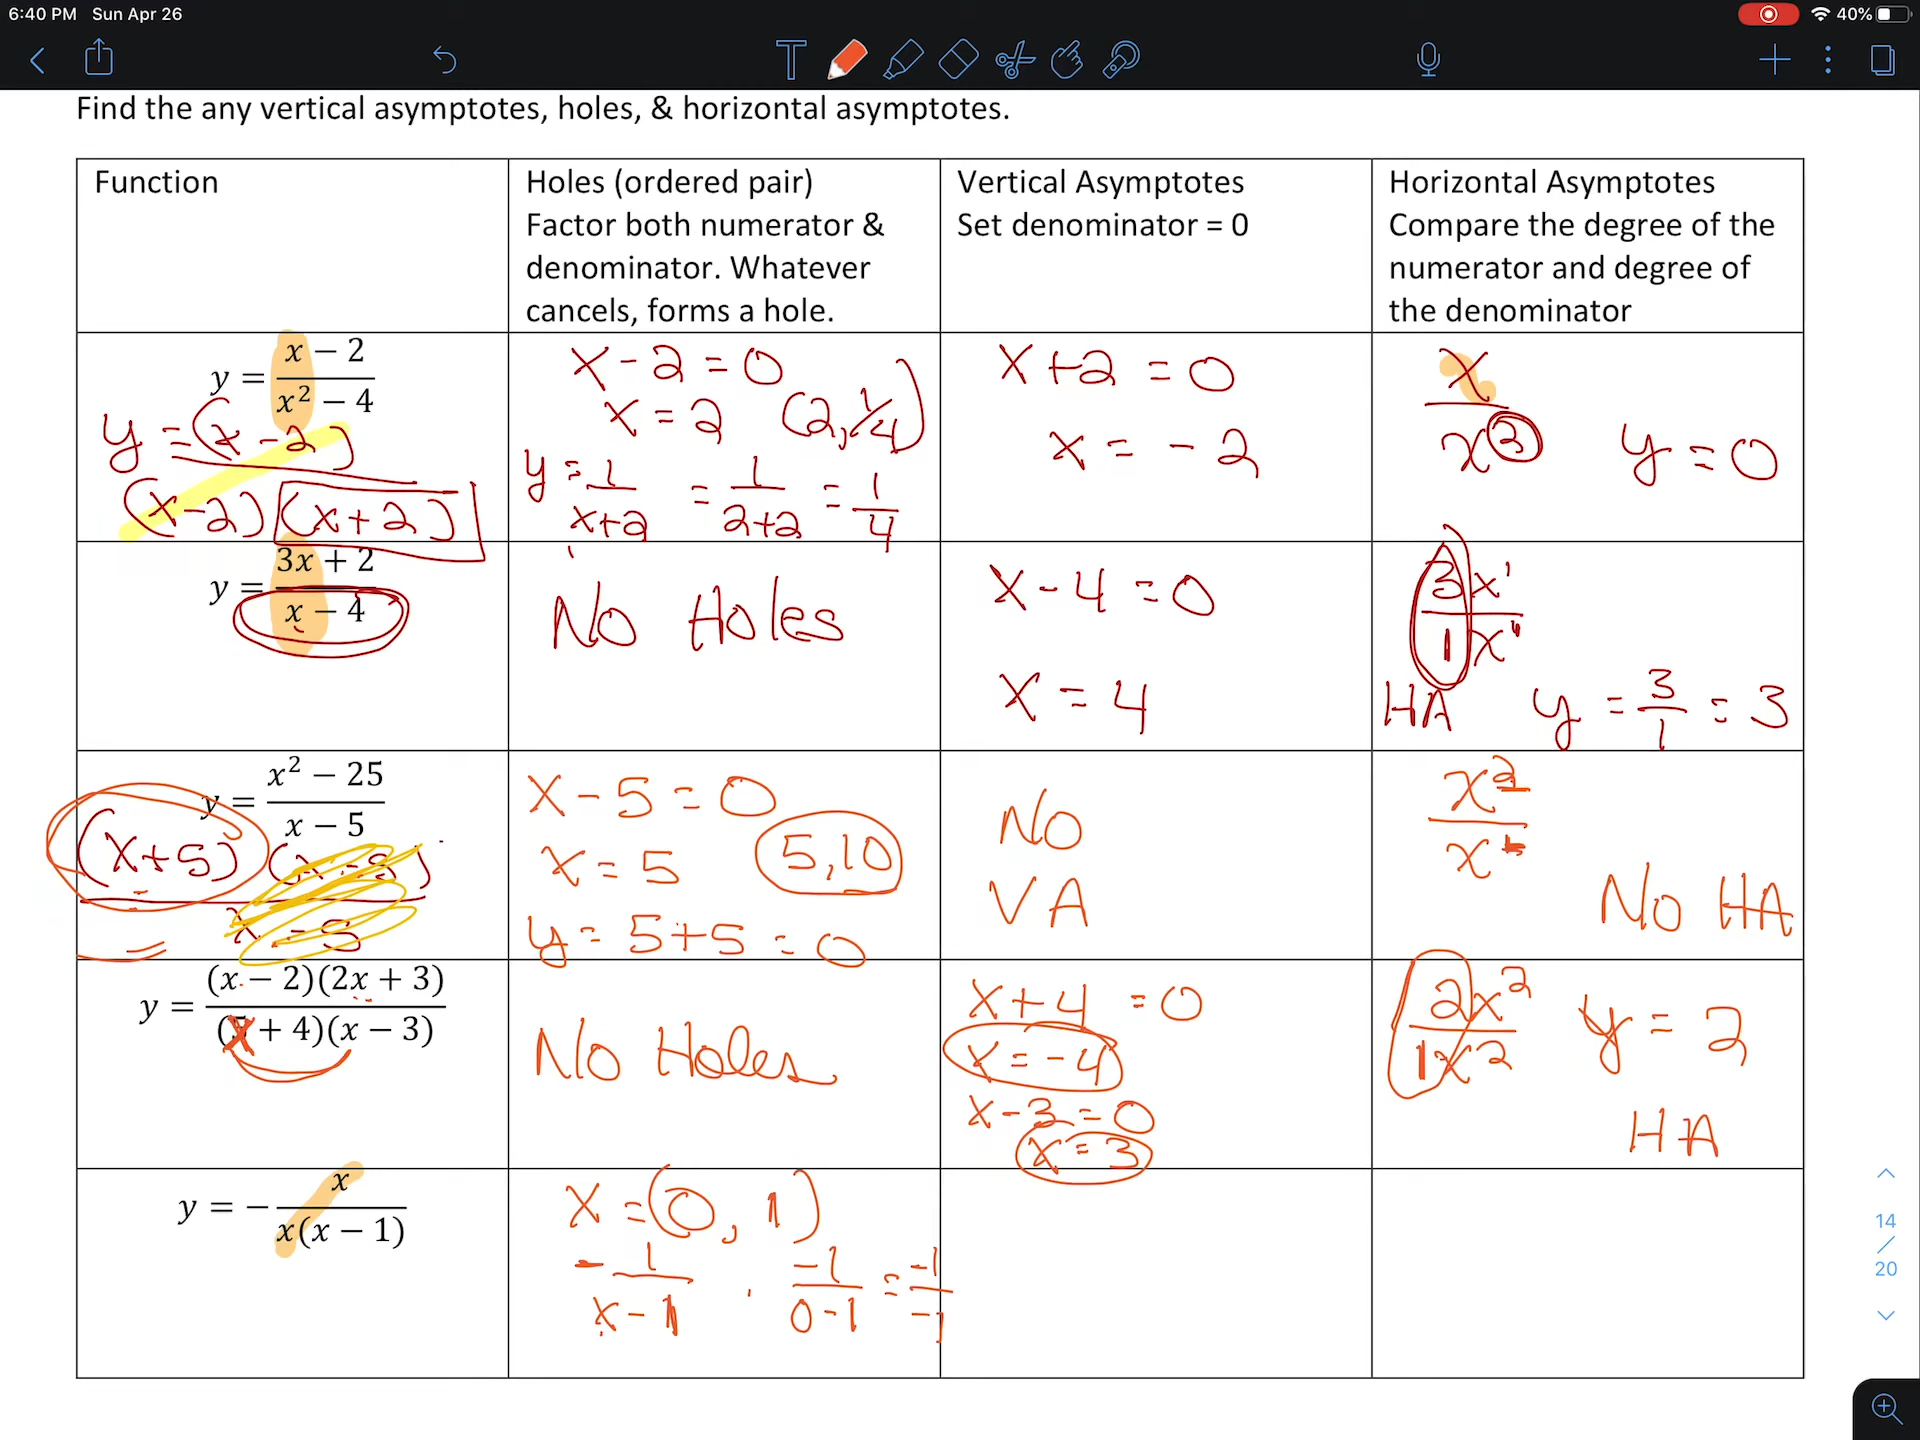 6:40 PM Sun Apr 26
40%
Find the any vertical asymptotes, holes, & horizontal asymptotes.
Function
Holes (ordered pair)
Factor both numerator &
denominator. Whatever
cancels, forms a hole.
Vertical Asymptotes
Set denominator = 0
Horizontal Asymptotes
Compare the degree of the
numerator and degree of
the denominator
y = (x − 2)/(x² − 4)
y = (x-2)
(x-2) (x+2)
x-2=0
x=2 (2, 1/4)
y = 1/(x+2) = 1/(2+2) = 1/4
x+2=0
x=-2
x/x² y=0
y = (3x + 2)/(x − 4)
No Holes
x-4=0
x=4
3x¹/1x¹
HA y = 3/1 = 3
y = (x² − 25)/(x − 5)
(x+5) (x-5)
x-5
x-5=0
x=5 5,10
y=5+5=0
NO
VA
x²/x
No HA
y = (x − 2)(2x + 3)/(x + 4)(x − 3)
No Holes
x+4=0
x=-4
x-3=0
x=3
2x²/1x² y=2
HA
y = − x/x(x − 1)
x=(0,1)
- 1/(x-1) . -1/(0-1) = -1/-1
14
/
20